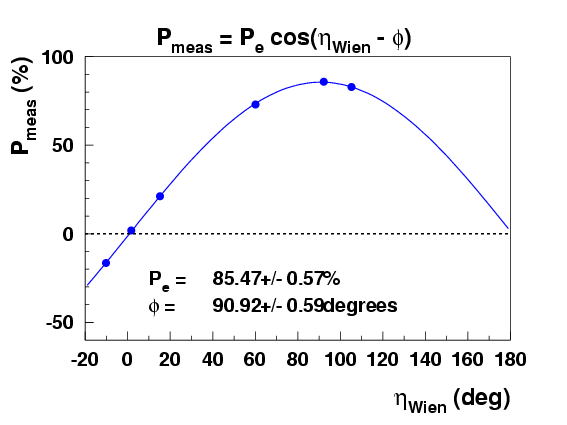 P_meas = P_e cos(η_Wien - ϕ)
P_meas (%)
100
50
0
-50
P_e = 85.47+/- 0.57%
ϕ = 90.92+/- 0.59degrees
-20 0 20 40 60 80 100 120 140 160 180
η_Wien (deg)